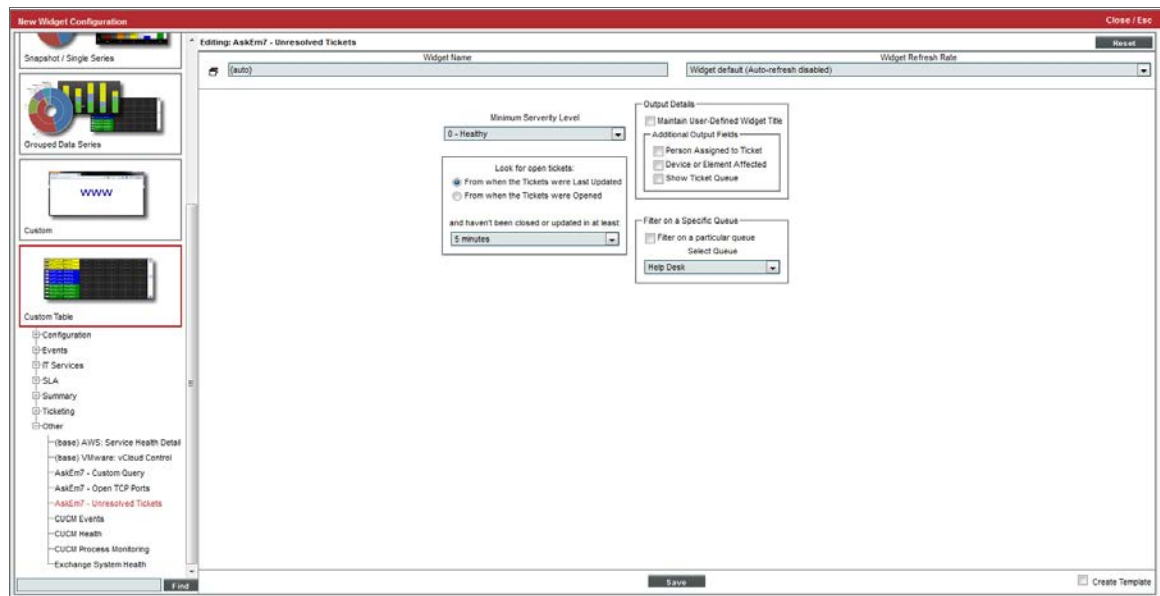 New Widget Configuration
Close / Esc
Snapshot / Single Series
Grouped Data Series
www
Custom
Custom Table
Configuration
Events
IT Services
SLA
Summary
Ticketing
Other
(base) AWS: Service Health Detail
(base) VMware: vCloud Control
AskEm7 - Custom Query
AskEm7 - Open TCP Ports
AskEm7 - Unresolved Tickets
CUCM Events
CUCM Health
CUCM Process Monitoring
Exchange System Health
Find
Editing: AskEm7 - Unresolved Tickets
Reset
Widget Name
Widget Refresh Rate
{auto}
Widget default (Auto-refresh disabled)
Minimum Serverity Level
0 - Healthy
Look for open tickets:
From when the Tickets were Last Updated
From when the Tickets were Opened
and haven't been closed or updated in at least:
5 minutes
Output Details
Maintain User-Defined Widget Title
Additional Output Fields
Person Assigned to Ticket
Device or Element Affected
Show Ticket Queue
Filter on a Specific Queue
Filter on a particular queue
Select Queue
Help Desk
Save
Create Template